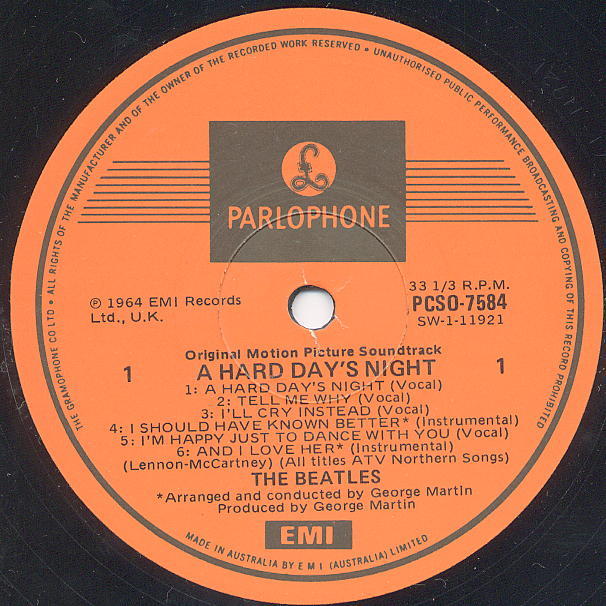 THE GRAMOPHONE CO LTD • ALL RIGHTS OF THE MANUFACTURER AND OF THE OWNER OF THE RECORDED WORK RESERVED • UNAUTHORISED PUBLIC PERFORMANCE BROADCASTING AND COPYING OF THIS RECORD PROHIBITED
£
PARLOPHONE
℗ 1964 EMI Records
Ltd., U.K.
33 1/3 R.P.M.
PCSO-7584
SW-1-11921
Original Motion Picture Soundtrack
1 A HARD DAY'S NIGHT 1
1: A HARD DAY'S NIGHT (Vocal)
2: TELL ME WHY (Vocal)
3: I'LL CRY INSTEAD (Vocal)
4: I SHOULD HAVE KNOWN BETTER* (Instrumental)
5: I'M HAPPY JUST TO DANCE WITH YOU (Vocal)
6: AND I LOVE HER* (Instrumental)
(Lennon-McCartney) (All titles ATV Northern Songs)
THE BEATLES
*Arranged and conducted by George Martin
Produced by George Martin
EMI
MADE IN AUSTRALIA BY E M I (AUSTRALIA) LIMITED